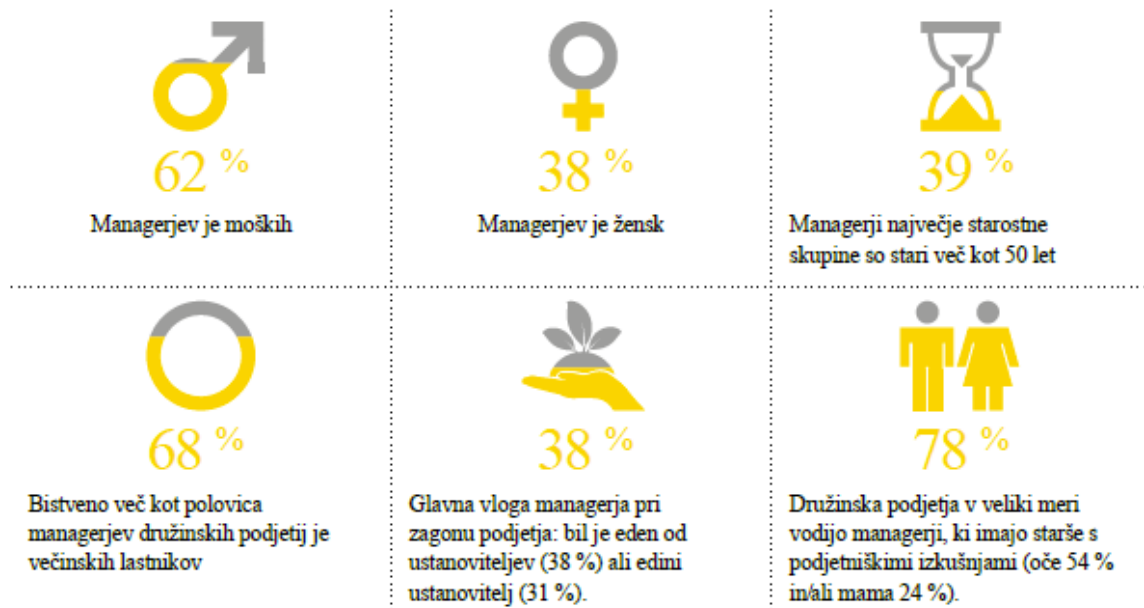 62 %
Managerjev je moških
38 %
Managerjev je žensk
39 %
Managerji največje starostne
skupine so stari več kot 50 let
68 %
Bistveno več kot polovica
managerjev družinskih podjetij je
večinskih lastnikov
38 %
Glavna vloga managerja pri
zagonu podjetja: bil je eden od
ustanoviteljev (38 %) ali edini
ustanovitelj (31 %).
78 %
Družinska podjetja v veliki meri
vodijo managerji, ki imajo starše s
podjetniškimi izkušnjami (oče 54 %
in/ali mama 24 %).